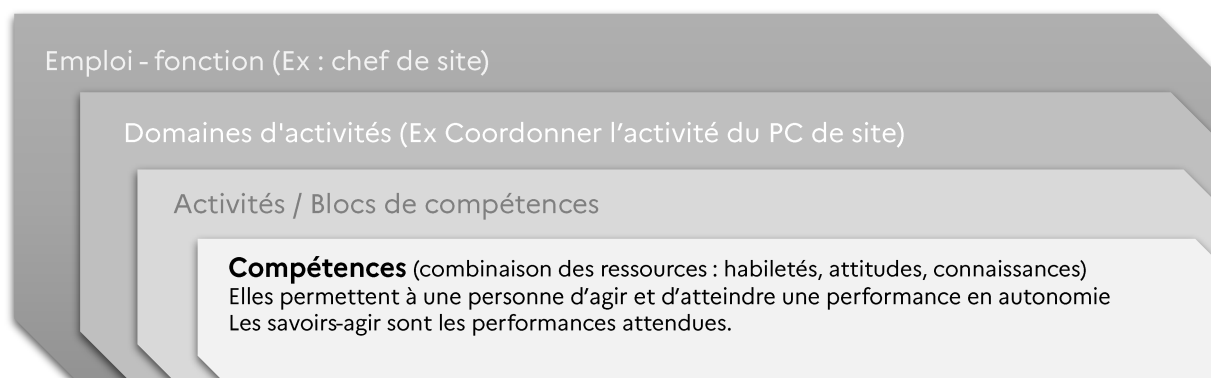 Emploi - fonction (Ex : chef de site)
Domaines d'activités (Ex Coordonner l’activité du PC de site)
Activités / Blocs de compétences
Compétences (combinaison des ressources : habiletés, attitudes, connaissances)
Elles permettent à une personne d’agir et d’atteindre une performance en autonomie
Les savoirs-agir sont les performances attendues.